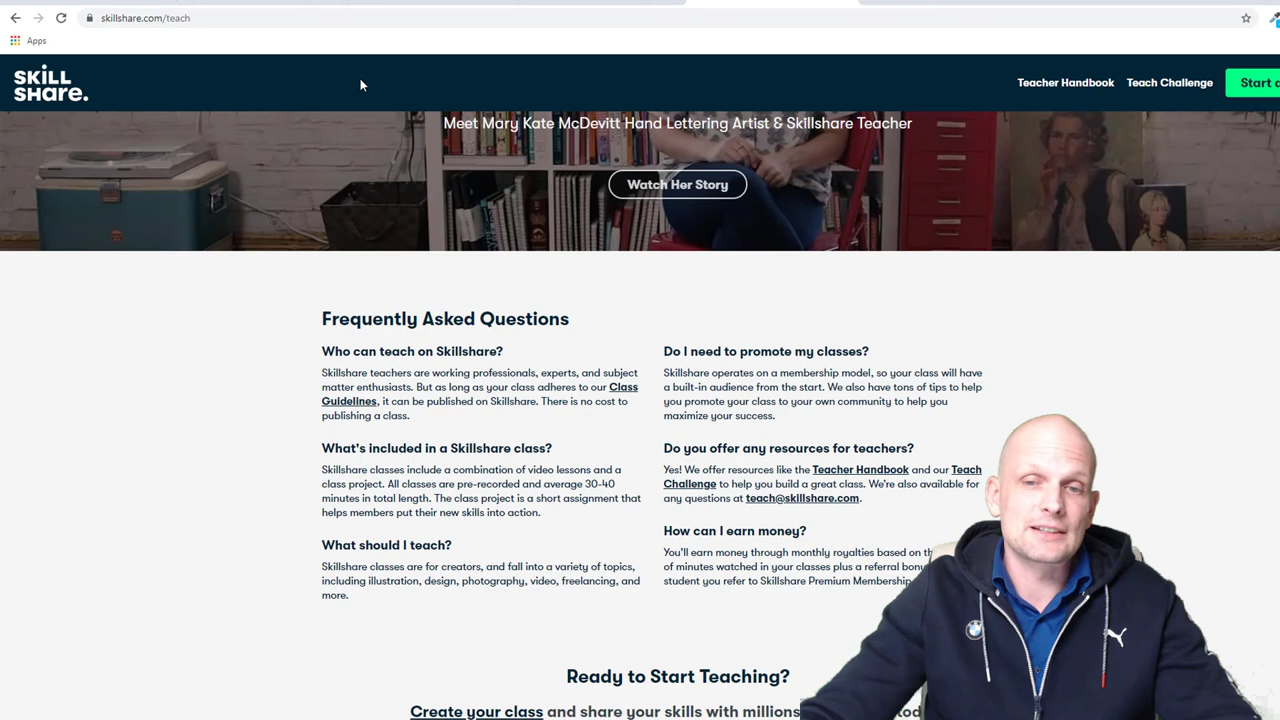 skillshare.com/teach
Apps
SKILL
SHARE.
Teacher Handbook
Teach Challenge
Start
Meet Mary Kate McDevitt Hand Lettering Artist & Skillshare Teacher
Watch Her Story
Frequently Asked Questions
Who can teach on Skillshare?
Skillshare teachers are working professionals, experts, and subject
matter enthusiasts. But as long as your class adheres to our Class
Guidelines, it can be published on Skillshare. There is no cost to
publishing a class.
What's included in a Skillshare class?
Skillshare classes include a combination of video lessons and a
class project. All classes are pre-recorded and average 30-40
minutes in total length. The class project is a short assignment that
helps members put their new skills into action.
What should I teach?
Skillshare classes are for creators, and fall into a variety of topics,
including illustration, design, photography, video, freelancing, and
more.
Do I need to promote my classes?
Skillshare operates on a membership model, so your class will have
a built-in audience from the start. We also have tons of tips to help
you promote your class to your own community to help you
maximize your success.
Do you offer any resources for teachers?
Yes! We offer resources like the Teacher Handbook and our Teach
Challenge to help you build a great class. We're also available for
any questions at teach@skillshare.com.
How can I earn money?
You'll earn money through monthly royalties based on
of minutes watched in your classes plus a referral
student you refer to Skillshare Premium Membership
Ready to Start Teaching?
Create your class and share your skills with millions
BMW
PUMA